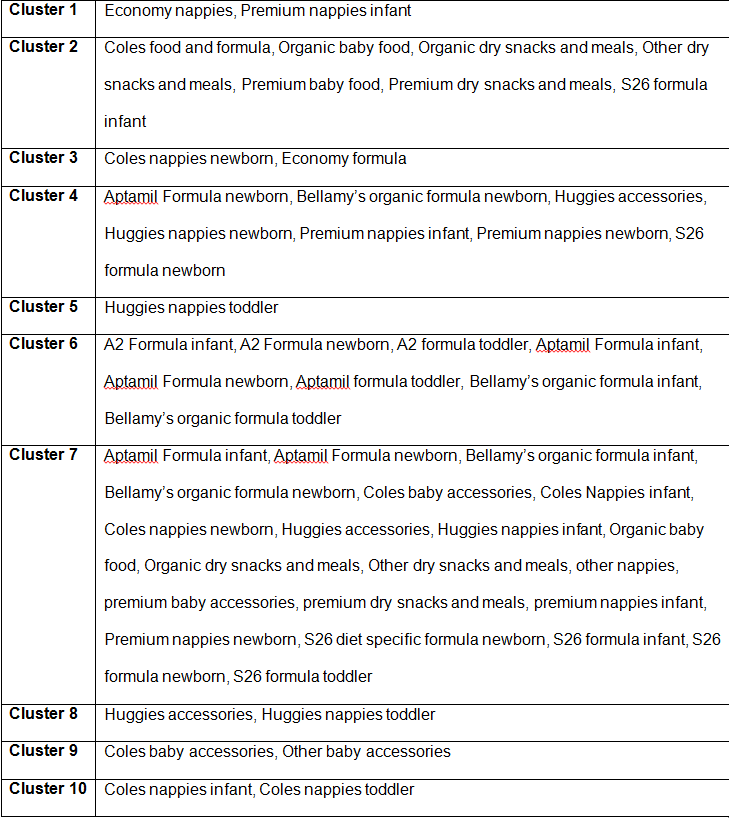 Cluster 1 Economy nappies, Premium nappies infant
Cluster 2 Coles food and formula, Organic baby food, Organic dry snacks and meals, Other dry
snacks and meals, Premium baby food, Premium dry snacks and meals, S26 formula
infant
Cluster 3 Coles nappies newborn, Economy formula
Cluster 4 Aptamil Formula newborn, Bellamy’s organic formula newborn, Huggies accessories,
Huggies nappies newborn, Premium nappies infant, Premium nappies newborn, S26
formula newborn
Cluster 5 Huggies nappies toddler
Cluster 6 A2 Formula infant, A2 Formula newborn, A2 formula toddler, Aptamil Formula infant,
Aptamil Formula newborn, Aptamil formula toddler, Bellamy’s organic formula infant,
Bellamy’s organic formula toddler
Cluster 7 Aptamil Formula infant, Aptamil Formula newborn, Bellamy’s organic formula infant,
Bellamy’s organic formula newborn, Coles baby accessories, Coles Nappies infant,
Coles nappies newborn, Huggies accessories, Huggies nappies infant, Organic baby
food, Organic dry snacks and meals, Other dry snacks and meals, other nappies,
premium baby accessories, premium dry snacks and meals, premium nappies infant,
Premium nappies newborn, S26 diet specific formula newborn, S26 formula infant, S26
formula newborn, S26 formula toddler
Cluster 8 Huggies accessories, Huggies nappies toddler
Cluster 9 Coles baby accessories, Other baby accessories
Cluster 10 Coles nappies infant, Coles nappies toddler